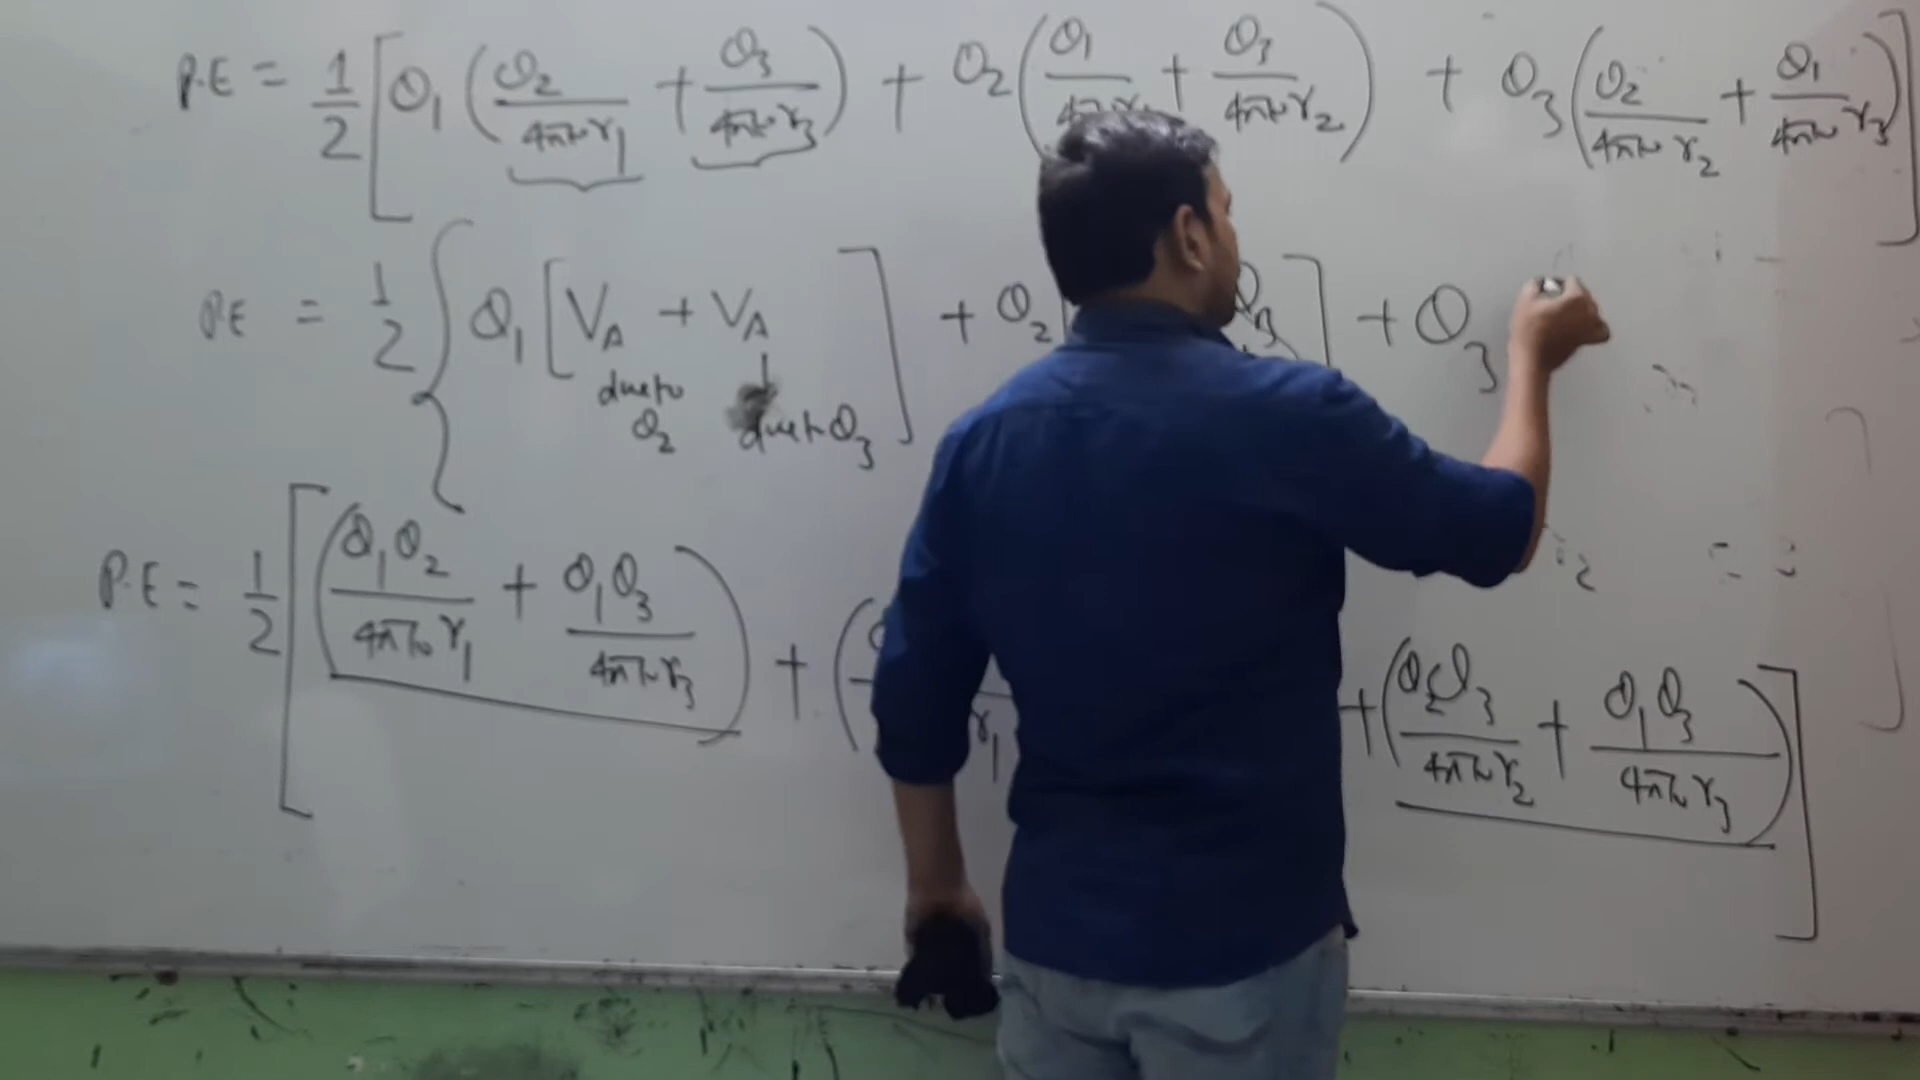 P.E = 1/2 [ Q1 ( Q2/4πε0r1 + Q3/4πε0r3 ) + Q2 ( Q1/4πε0r1 + Q3/4πε0r2 ) + Q3 ( Q2/4πε0r2 + Q1/4πε0r3 ) ]
PE = 1/2 { Q1 [ VA + VA ] + Q2 ] + Q3
due to Q2 due to Q3
P.E = 1/2 [ ( Q1Q2/4πε0r1 + Q1Q3/4πε0r3 ) + ( r1 + ( Q2Q3/4πε0r2 + Q1Q3/4πε0r3 ) ]